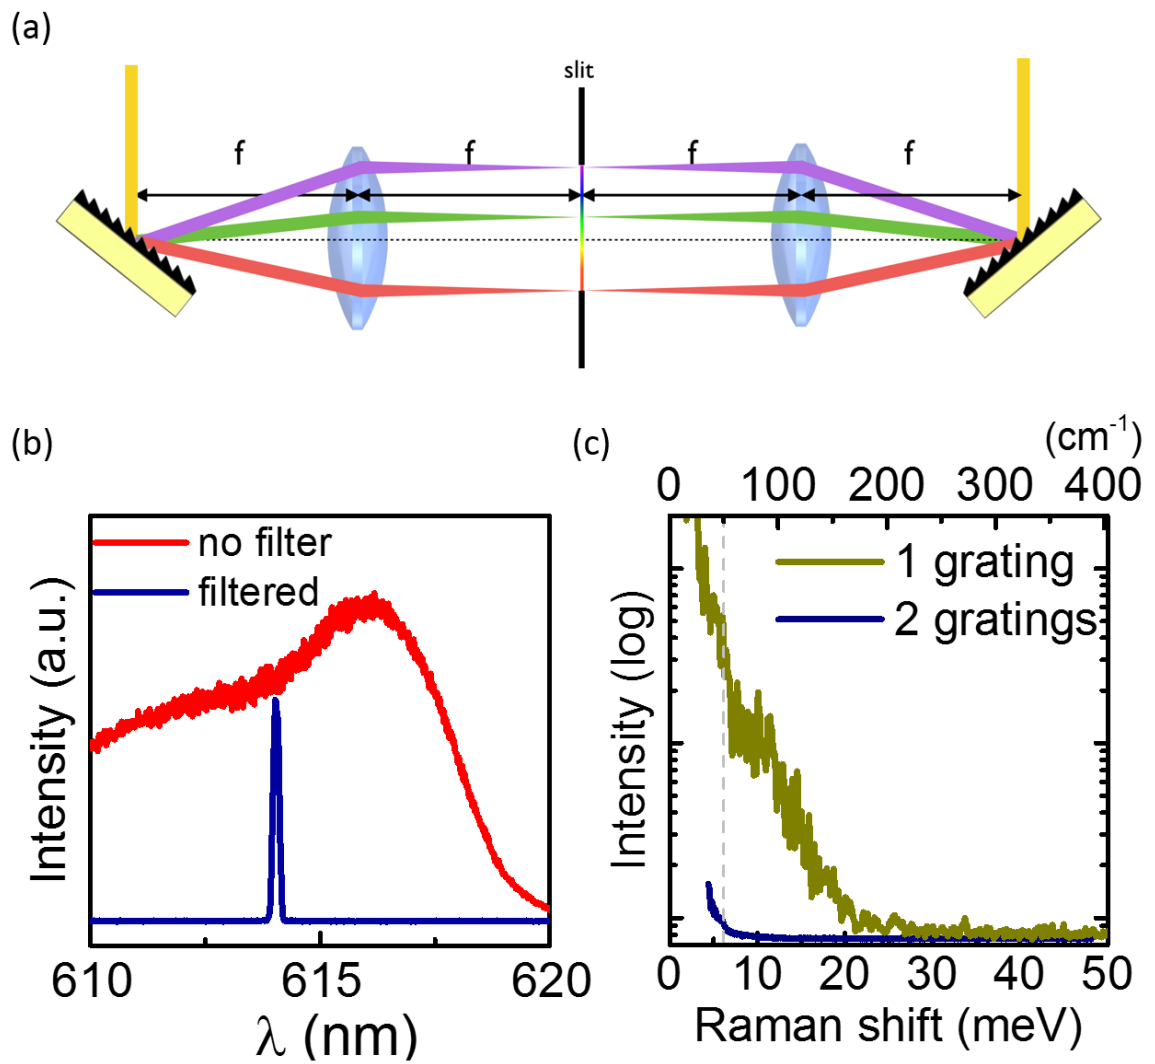 (a)
slit
f f f f
(b)
no filter
filtered
Intensity (a.u.)
610 615 620
λ (nm)
(c)
(cm⁻¹)
0 100 200 300 400
1 grating
2 gratings
Intensity (log)
0 10 20 30 40 50
Raman shift (meV)